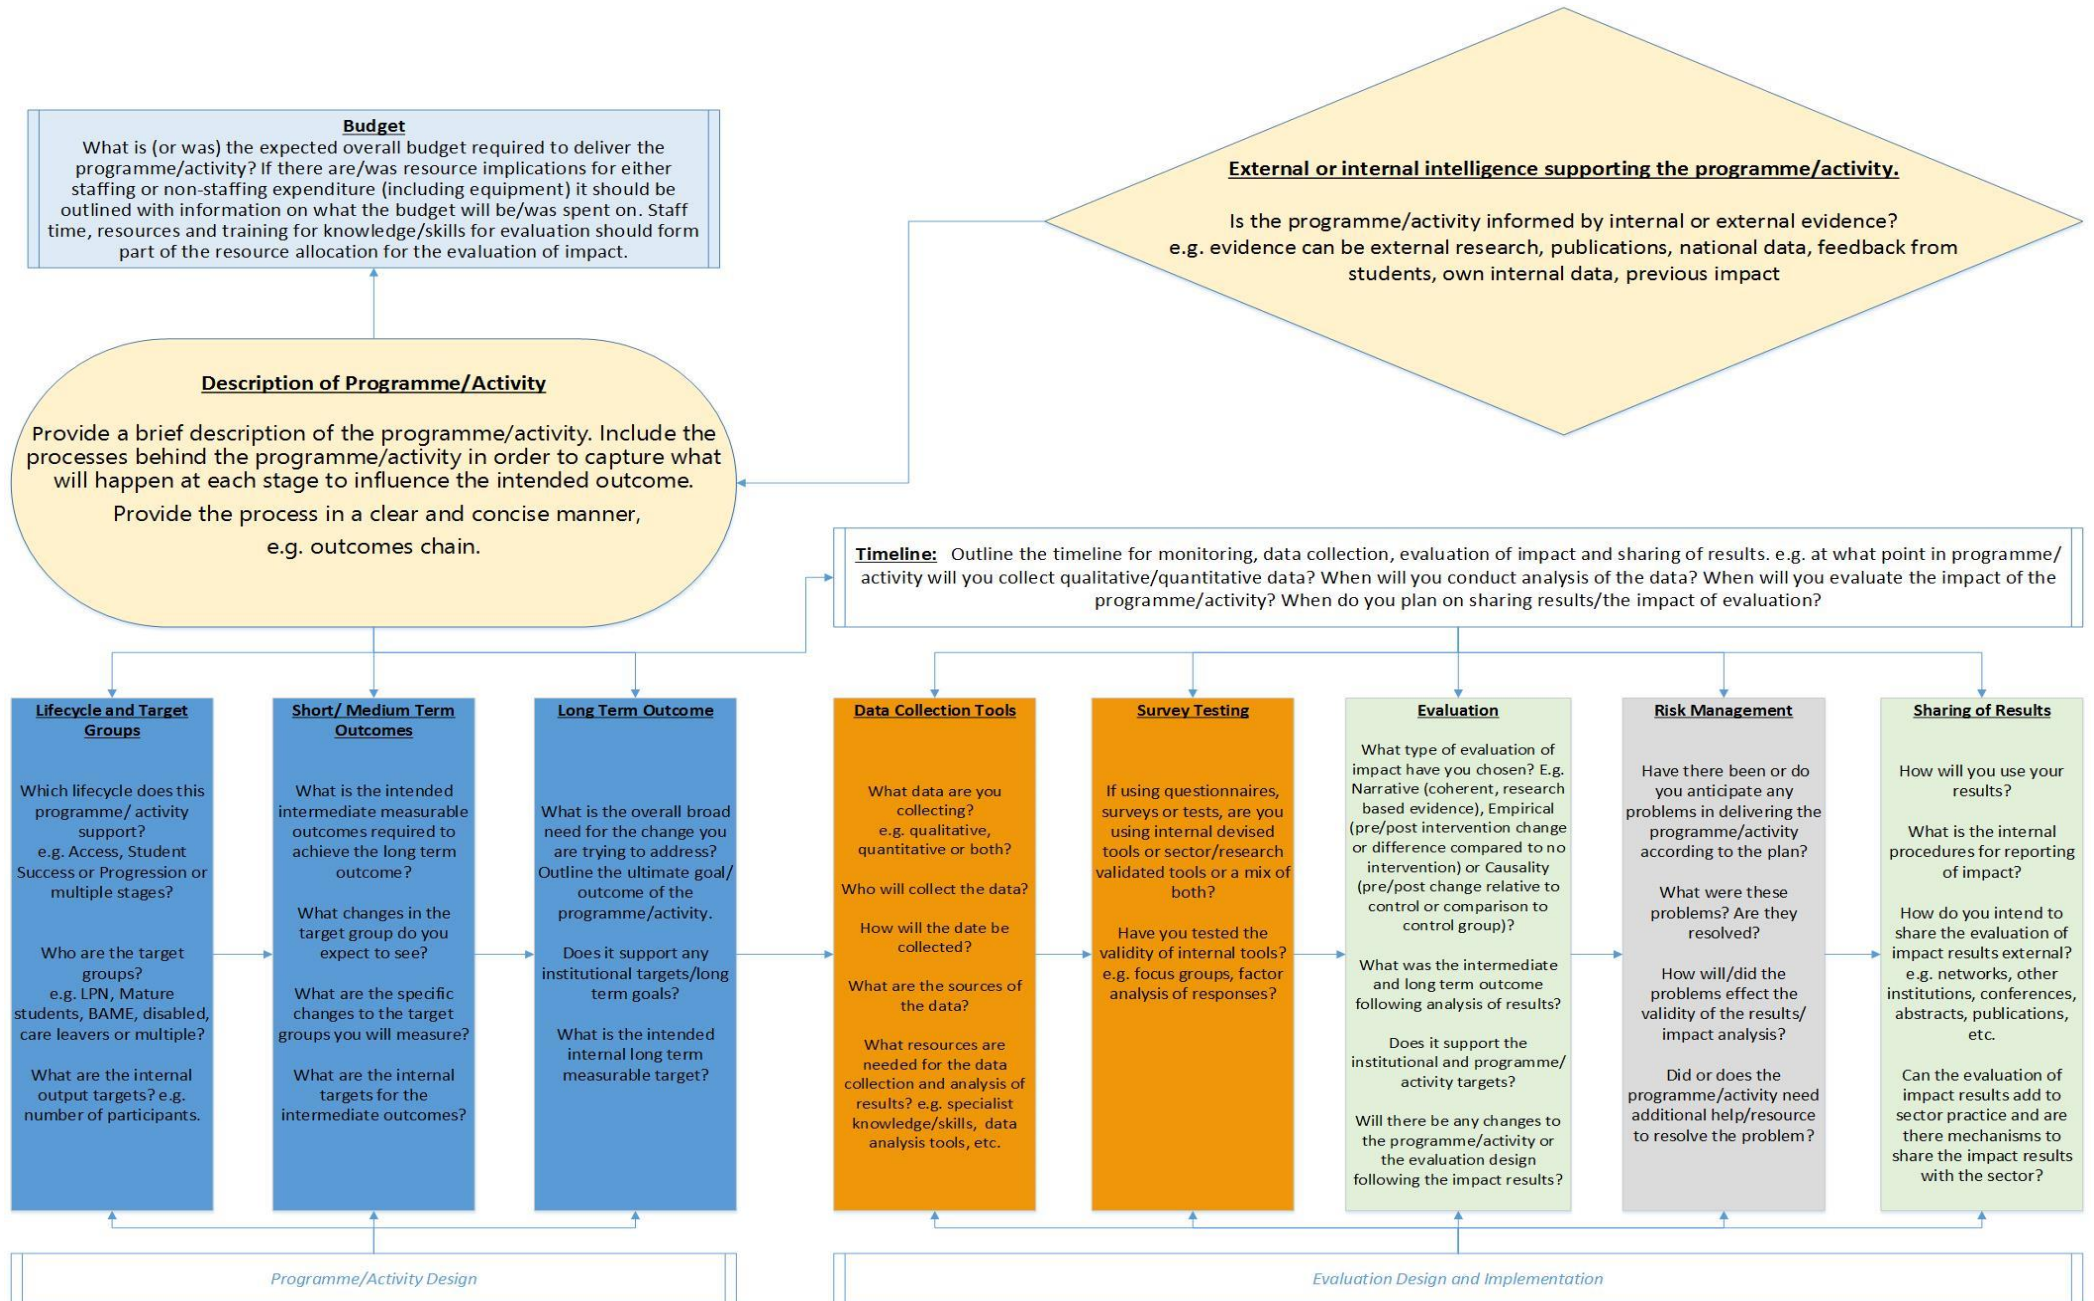 Budget
What is (or was) the expected overall budget required to deliver the
programme/activity? If there are/was resource implications for either
staffing or non-staffing expenditure (including equipment) it should be
outlined with information on what the budget will be/was spent on. Staff
time, resources and training for knowledge/skills for evaluation should form
part of the resource allocation for the evaluation of impact.
External or internal intelligence supporting the programme/activity.
Is the programme/activity informed by internal or external evidence?
e.g. evidence can be external research, publications, national data, feedback from
students, own internal data, previous impact
Description of Programme/Activity
Provide a brief description of the programme/activity. Include the
processes behind the programme/activity in order to capture what
will happen at each stage to influence the intended outcome.
Provide the process in a clear and concise manner,
e.g. outcomes chain.
Timeline: Outline the timeline for monitoring, data collection, evaluation of impact and sharing of results. e.g. at what point in programme/
activity will you collect qualitative/quantitative data? When will you conduct analysis of the data? When will you evaluate the impact of the
programme/activity? When do you plan on sharing results/the impact of evaluation?
Lifecycle and Target
Groups
Which lifecycle does this
programme/ activity
support?
e.g. Access, Student
Success or Progression or
multiple stages?
Who are the target
groups?
e.g. LPN, Mature
students, BAME, disabled,
care leavers or multiple?
What are the internal
output targets? e.g.
number of participants.
Short/ Medium Term
Outcomes
What is the intended
intermediate measurable
outcomes required to
achieve the long term
outcome?
What changes in the
target group do you
expect to see?
What are the specific
changes to the target
groups you will measure?
What are the internal
targets for the
intermediate outcomes?
Long Term Outcome
What is the overall broad
need for the change you
are trying to address?
Outline the ultimate goal/
outcome of the
programme/activity.
Does it support any
institutional targets/long
term goals?
What is the intended
internal long term
measurable target?
Data Collection Tools
What data are you
collecting?
e.g. qualitative,
quantitative or both?
Who will collect the data?
How will the date be
collected?
What are the sources of
the data?
What resources are
needed for the data
collection and analysis of
results? e.g. specialist
knowledge/skills, data
analysis tools, etc.
Survey Testing
If using questionnaires,
surveys or tests, are you
using internal devised
tools or sector/research
validated tools or a mix of
both?
Have you tested the
validity of internal tools?
e.g. focus groups, factor
analysis of responses?
Evaluation
What type of evaluation of
impact have you chosen? E.g.
Narrative (coherent, research
based evidence), Empirical
(pre/post intervention change
or difference compared to no
intervention) or Causality
(pre/post change relative to
control or comparison to
control group)?
What was the intermediate
and long term outcome
following analysis of results?
Does it support the
institutional and programme/
activity targets?
Will there be any changes to
the programme/activity or
the evaluation design
following the impact results?
Risk Management
Have there been or do
you anticipate any
problems in delivering the
programme/activity
according to the plan?
What were these
problems? Are they
resolved?
How will/did the
problems effect the
validity of the results/
impact analysis?
Did or does the
programme/activity need
additional help/resource
to resolve the problem?
Sharing of Results
How will you use your
results?
What is the internal
procedures for reporting
of impact?
How do you intend to
share the evaluation of
impact results external?
e.g. networks, other
institutions, conferences,
abstracts, publications,
etc.
Can the evaluation of
impact results add to
sector practice and are
there mechanisms to
share the impact results
with the sector?
Programme/Activity Design
Evaluation Design and Implementation